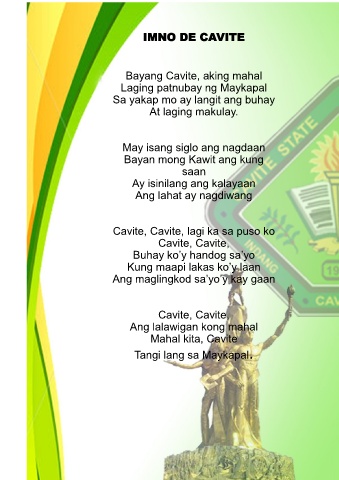 IMNO DE CAVITE
Bayang Cavite, aking mahal
Laging patnubay ng Maykapal
Sa yakap mo ay langit ang buhay
At laging makulay.
May isang siglo ang nagdaan
Bayan mong Kawit ang kung
saan
Ay isinilang ang kalayaan
Ang lahat ay nagdiwang
Cavite, Cavite, lagi ka sa puso ko
Cavite, Cavite,
Buhay ko'y handog sa'yo
Kung maapi lakas ko'y laan
Ang maglingkod sa'yo'y kay gaan
Cavite, Cavite,
Ang lalawigan kong mahal
Mahal kita, Cavite
Tangi lang sa Maykapal.
STATE
CAV
19